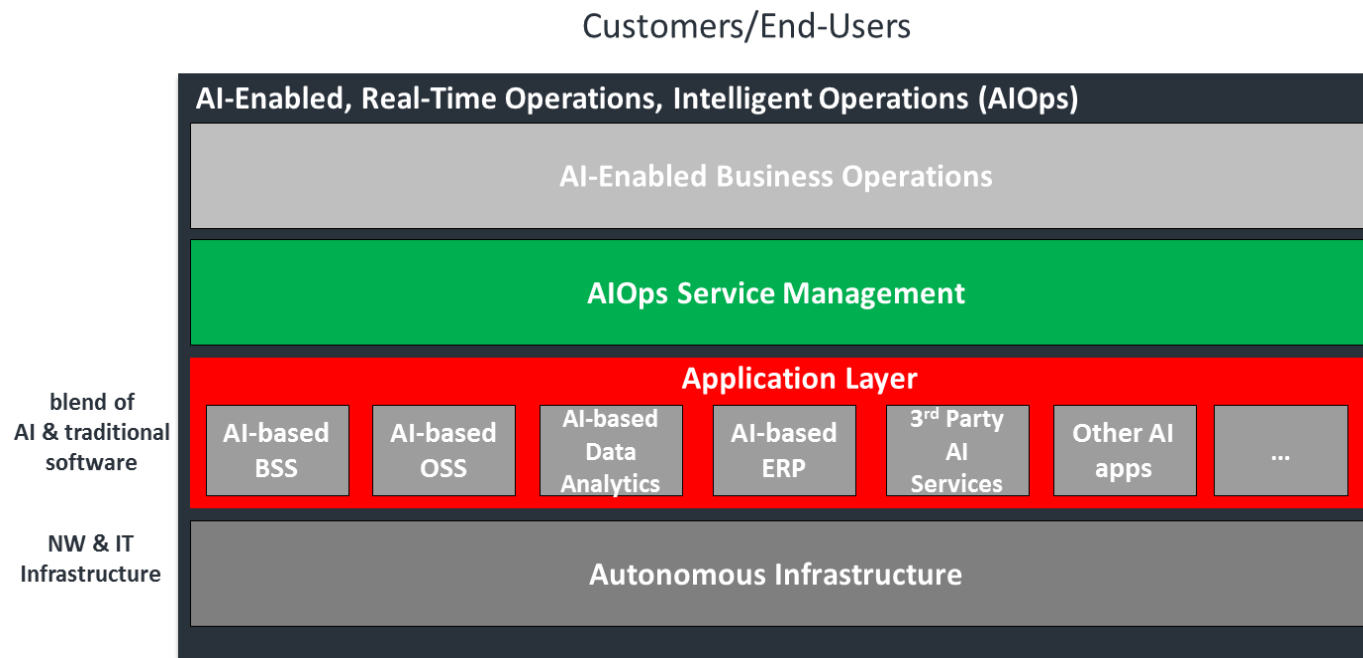 Customers/End-Users
AI-Enabled, Real-Time Operations, Intelligent Operations (AIOps)
AI-Enabled Business Operations
AIOps Service Management
Application Layer
blend of
AI & traditional
software
AI-based
BSS
AI-based
OSS
AI-based
Data
Analytics
AI-based
ERP
3rd Party
AI
Services
Other AI
apps
...
NW & IT
Infrastructure
Autonomous Infrastructure